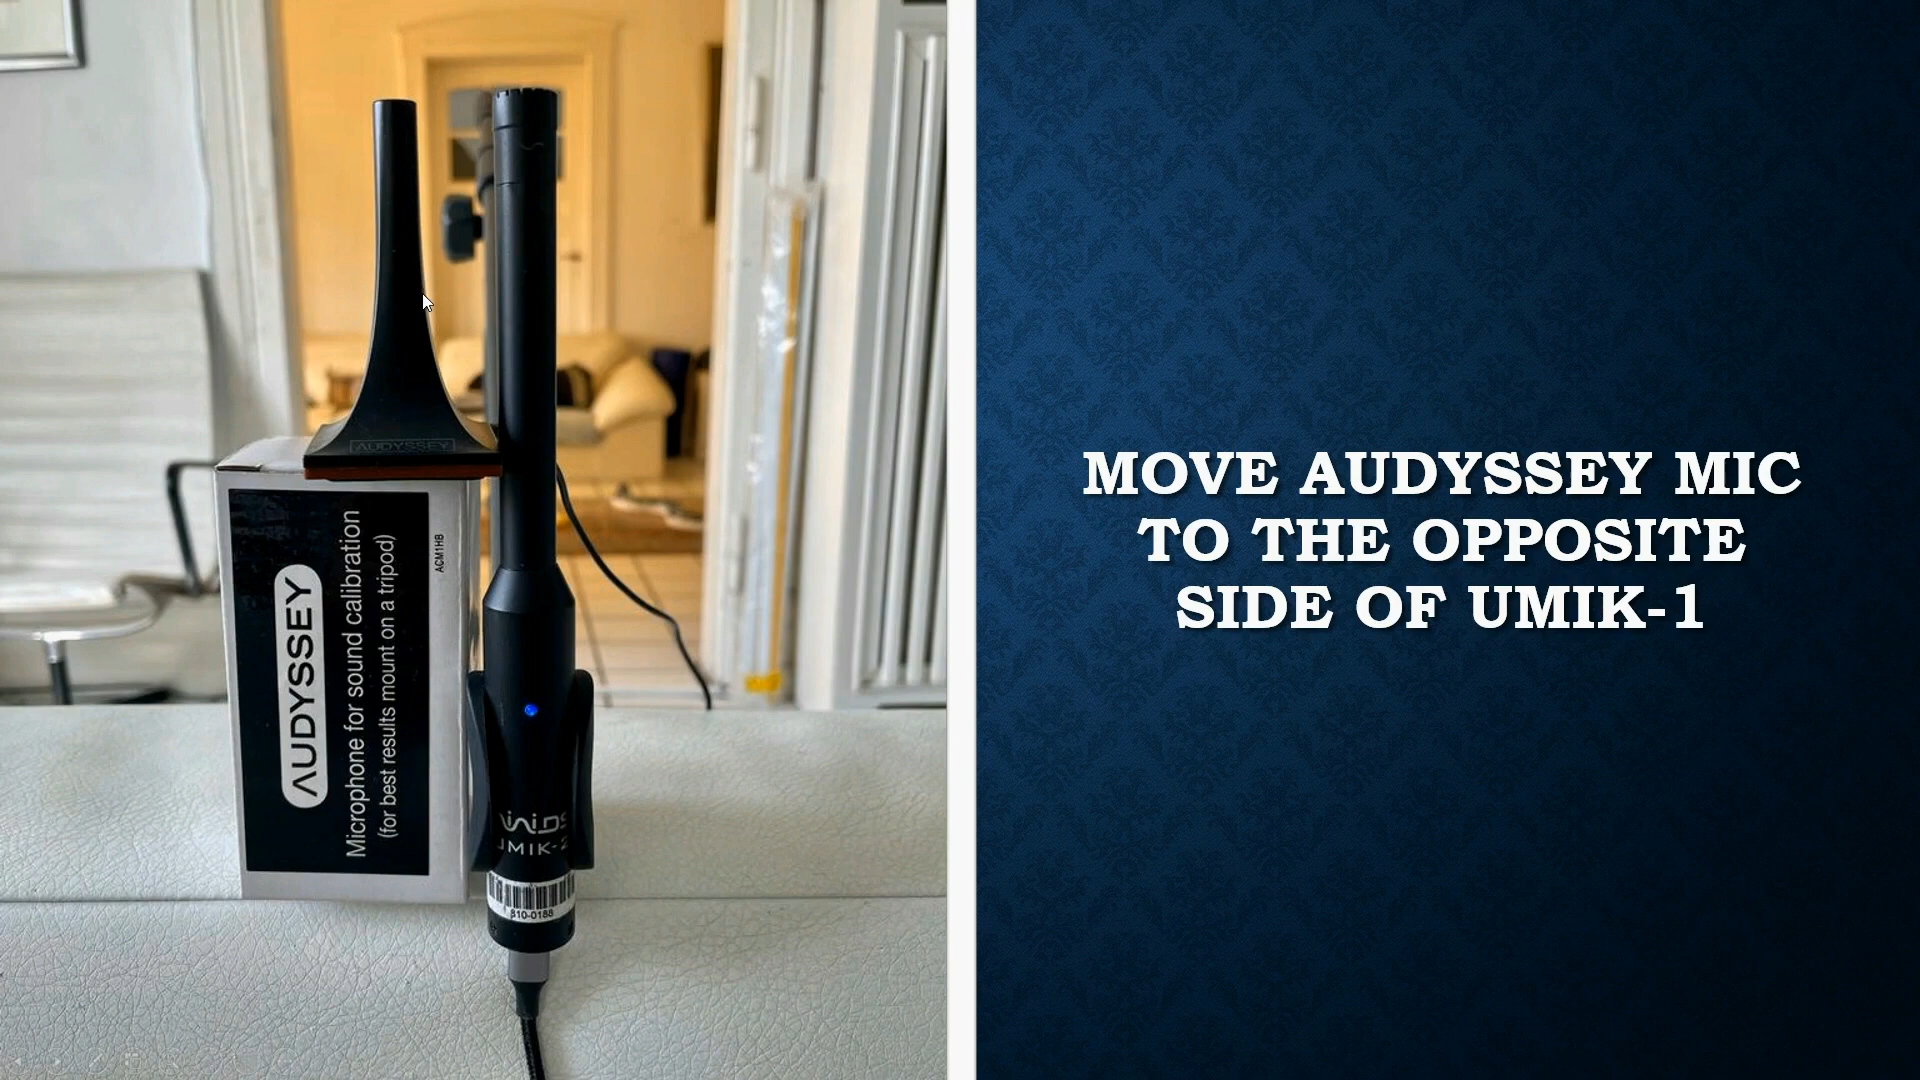 AUDYSSEY
AUDYSSEY
Microphone for sound calibration
(for best results mount on a tripod)
ACM1HB
UMIK-2
810-0188
MOVE AUDYSSEY MIC
TO THE OPPOSITE
SIDE OF UMIK-1